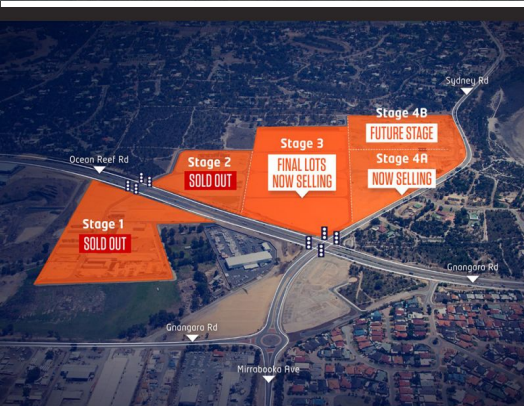 Sydney Rd
Stage 4B
FUTURE STAGE
Stage 3
FINAL LOTS
NOW SELLING
Stage 4A
NOW SELLING
Ocean Reef Rd
Stage 2
SOLD OUT
Stage 1
SOLD OUT
Gnangara Rd
Gnangara Rd
Mirrabooka Ave